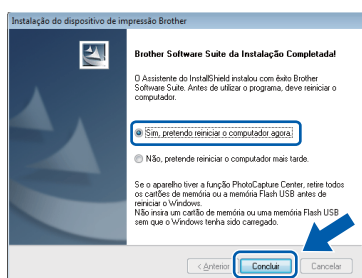 Instalação do dispositivo de impressão Brother
Brother Software Suite da Instalação Completada!
O Assistente do InstallShield instalou com êxito Brother
Software Suite. Antes de utilizar o programa, deve reiniciar o
computador.
Sim, pretendo reiniciar o computador agora.
Não, pretende reiniciar o computador mais tarde.
Se o aparelho tiver a função PhotoCapture Center, retire todos
os cartões de memória ou a memória Flash USB antes de
reiniciar o Windows.
Não insira um cartão de memória ou uma memória Flash USB
sem que o Windows tenha sido carregado.
< Anterior Concluir Cancelar